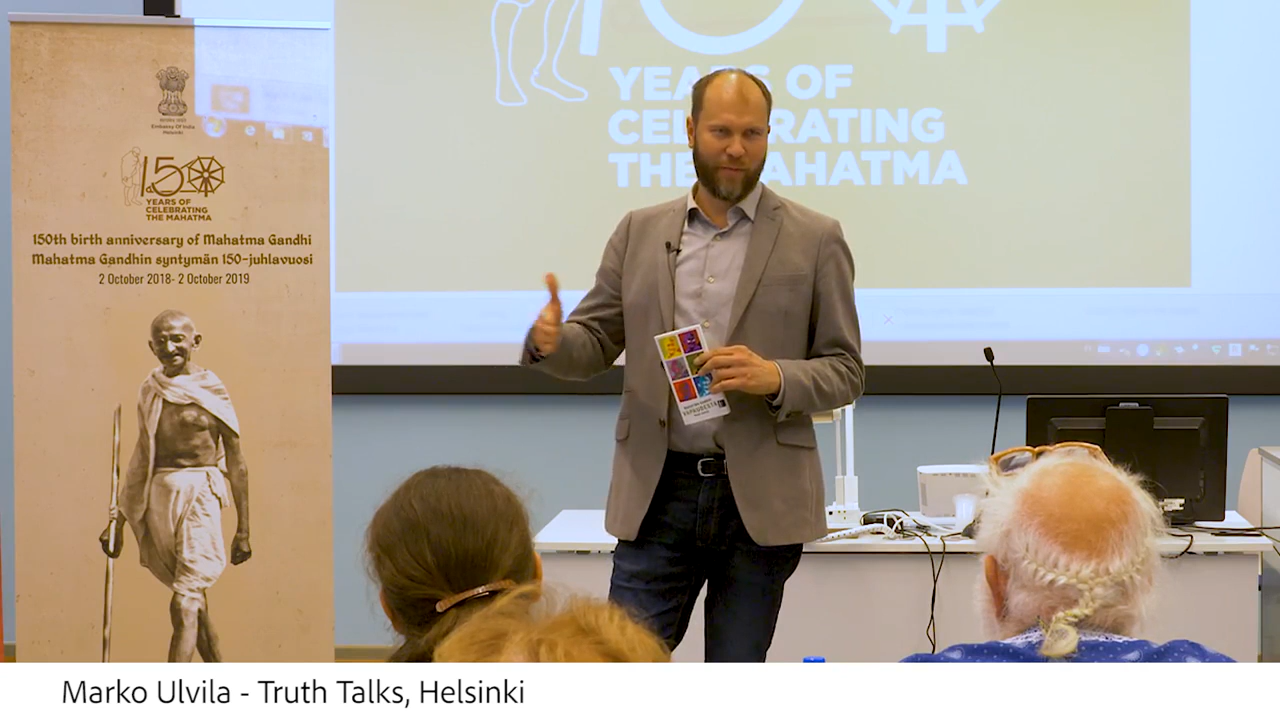 Embassy Of India
Helsinki
150
YEARS OF
CELEBRATING
THE MAHATMA
150th birth anniversary of Mahatma Gandhi
Mahatma Gandhin syntymän 150-juhlavuosi
2 October 2018- 2 October 2019
YEARS OF
CELEBRATING
THE MAHATMA
Marko Ulvila - Truth Talks, Helsinki